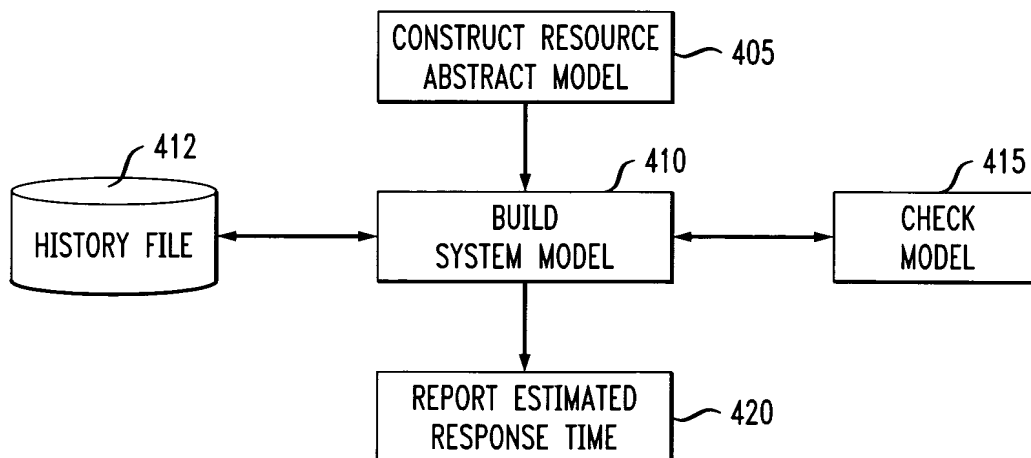 CONSTRUCT RESOURCE
ABSTRACT MODEL
405
412
HISTORY FILE
410
BUILD
SYSTEM MODEL
415
CHECK
MODEL
REPORT ESTIMATED
RESPONSE TIME
420